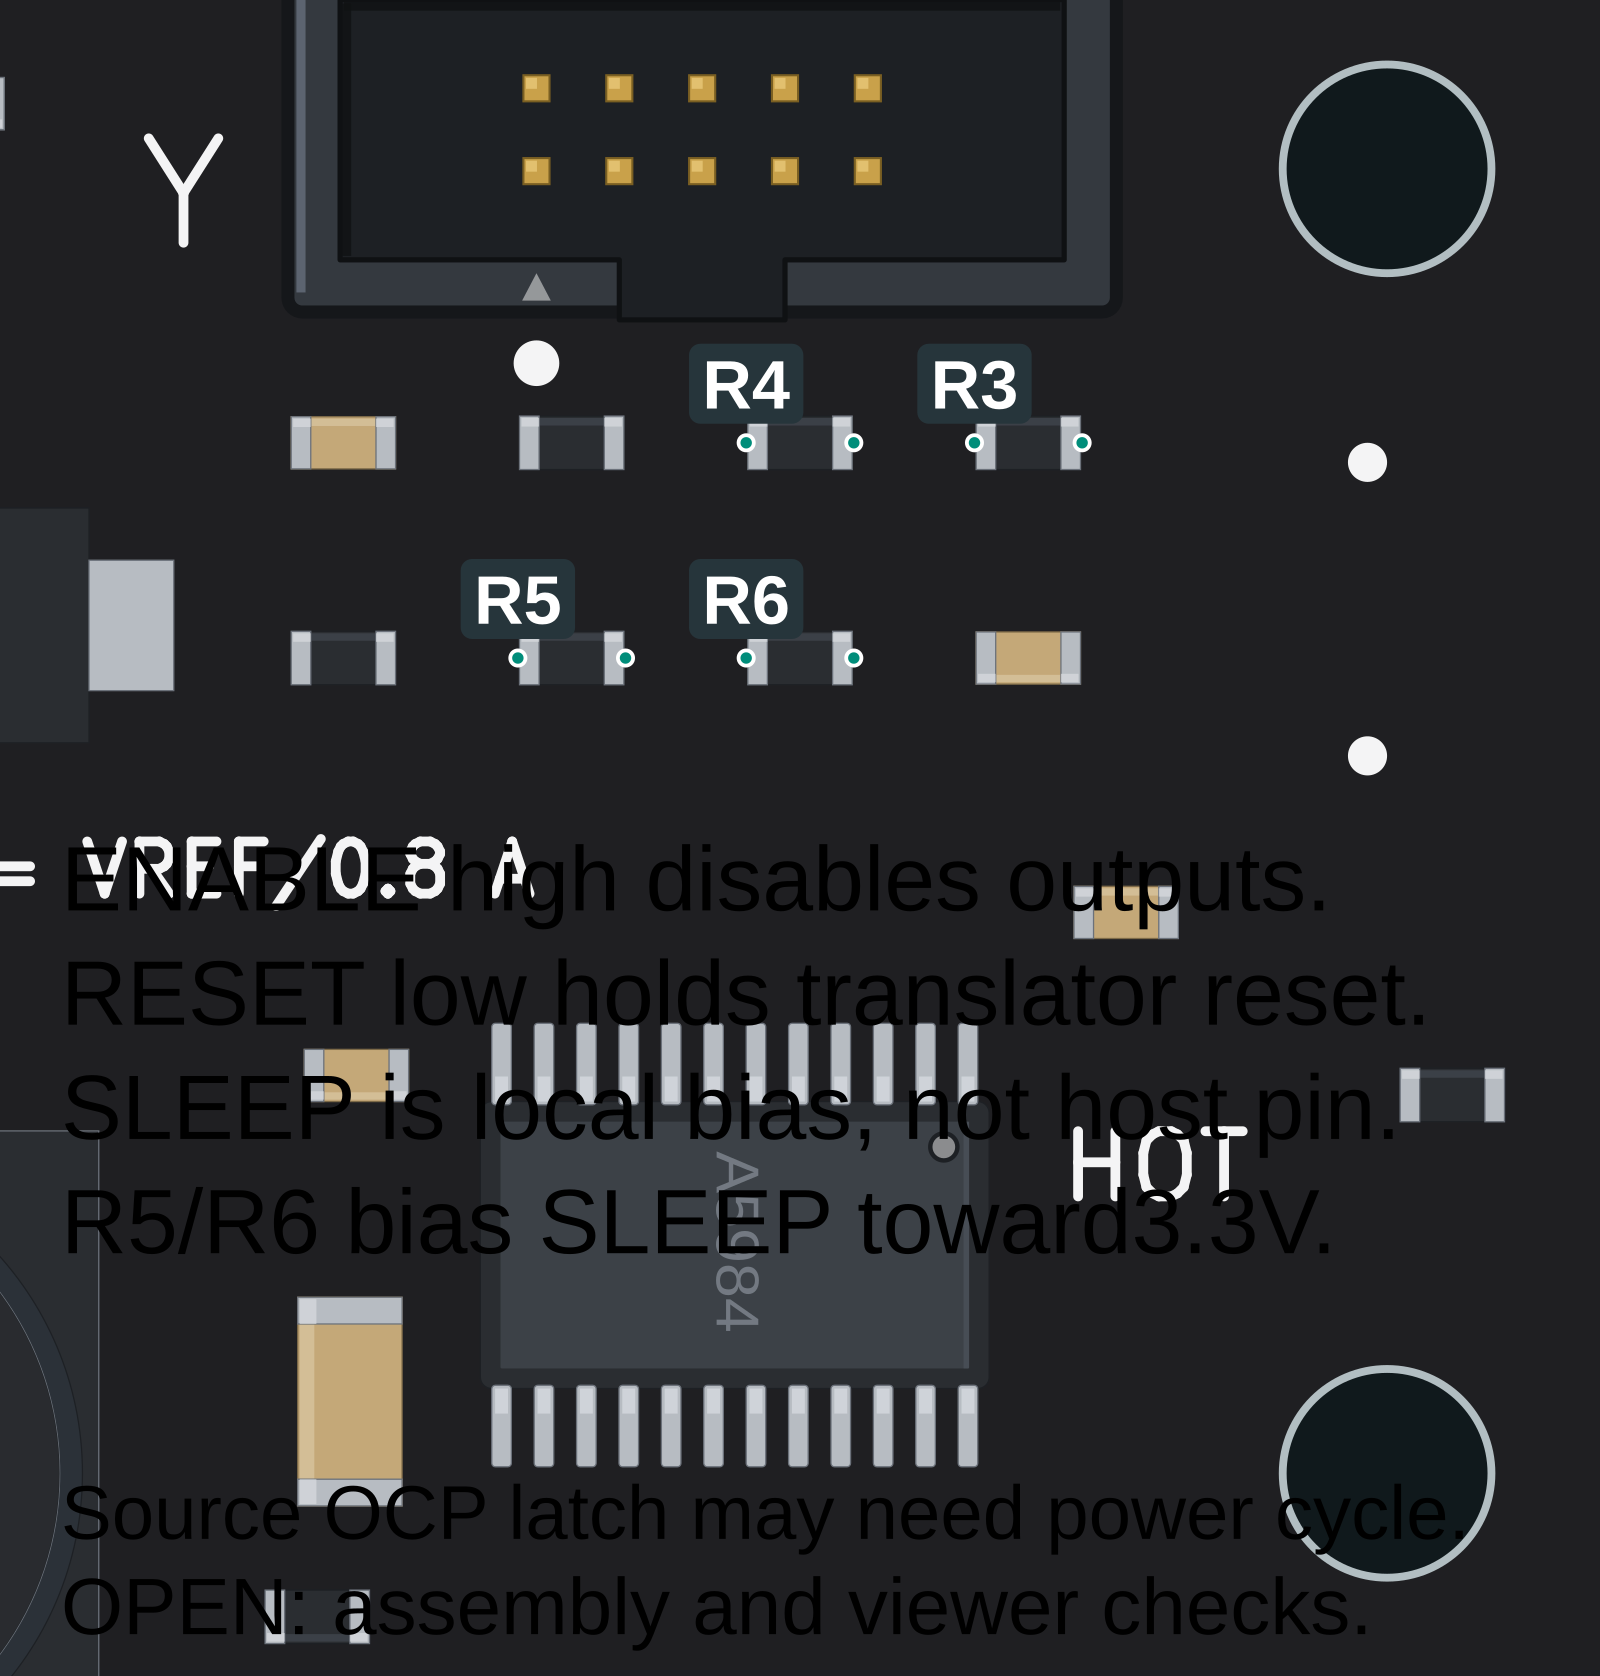 Y
R4 R3
R5 R6
= VREF/0.8 A
ENABLE high disables outputs.
RESET low holds translator reset.
SLEEP is local bias, not host pin.
HOT
R5/R6 bias SLEEP toward3.3V.
A5984
Source OCP latch may need power cycle.
OPEN: assembly and viewer checks.